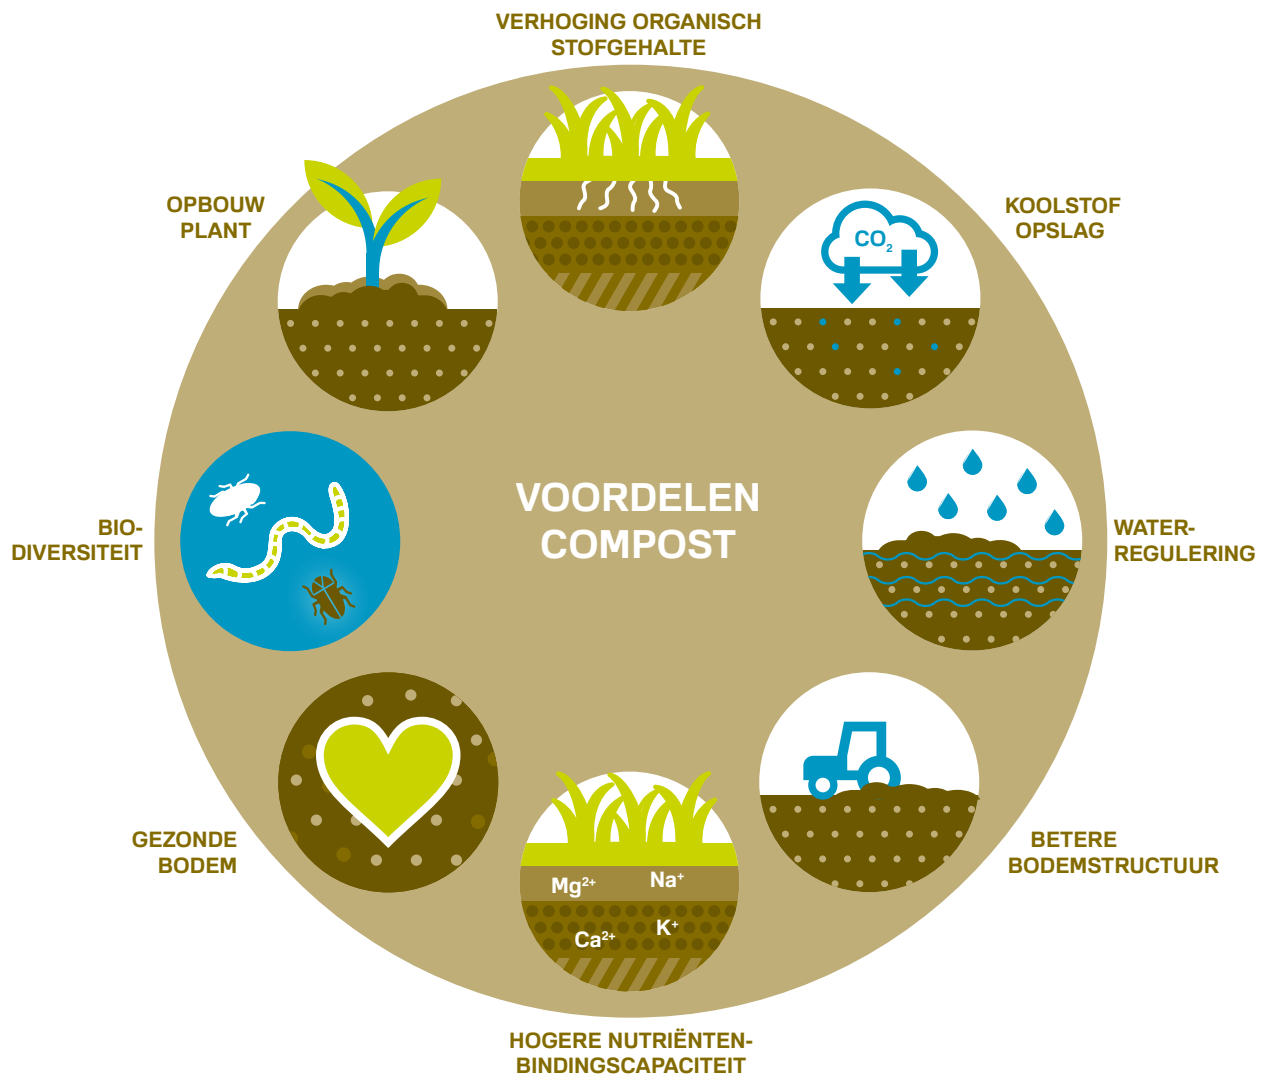 VERHOGING ORGANISCH
STOFGEHALTE
OPBOUW
PLANT
KOOLSTOF
OPSLAG
CO₂
VOORDELEN
COMPOST
BIO-
DIVERSITEIT
WATER-
REGULERING
GEZONDE
BODEM
BETERE
BODEMSTRUCTUUR
Mg²⁺ Na⁺
Ca²⁺ K⁺
HOGERE NUTRIËNTEN-
BINDINGSCAPACITEIT